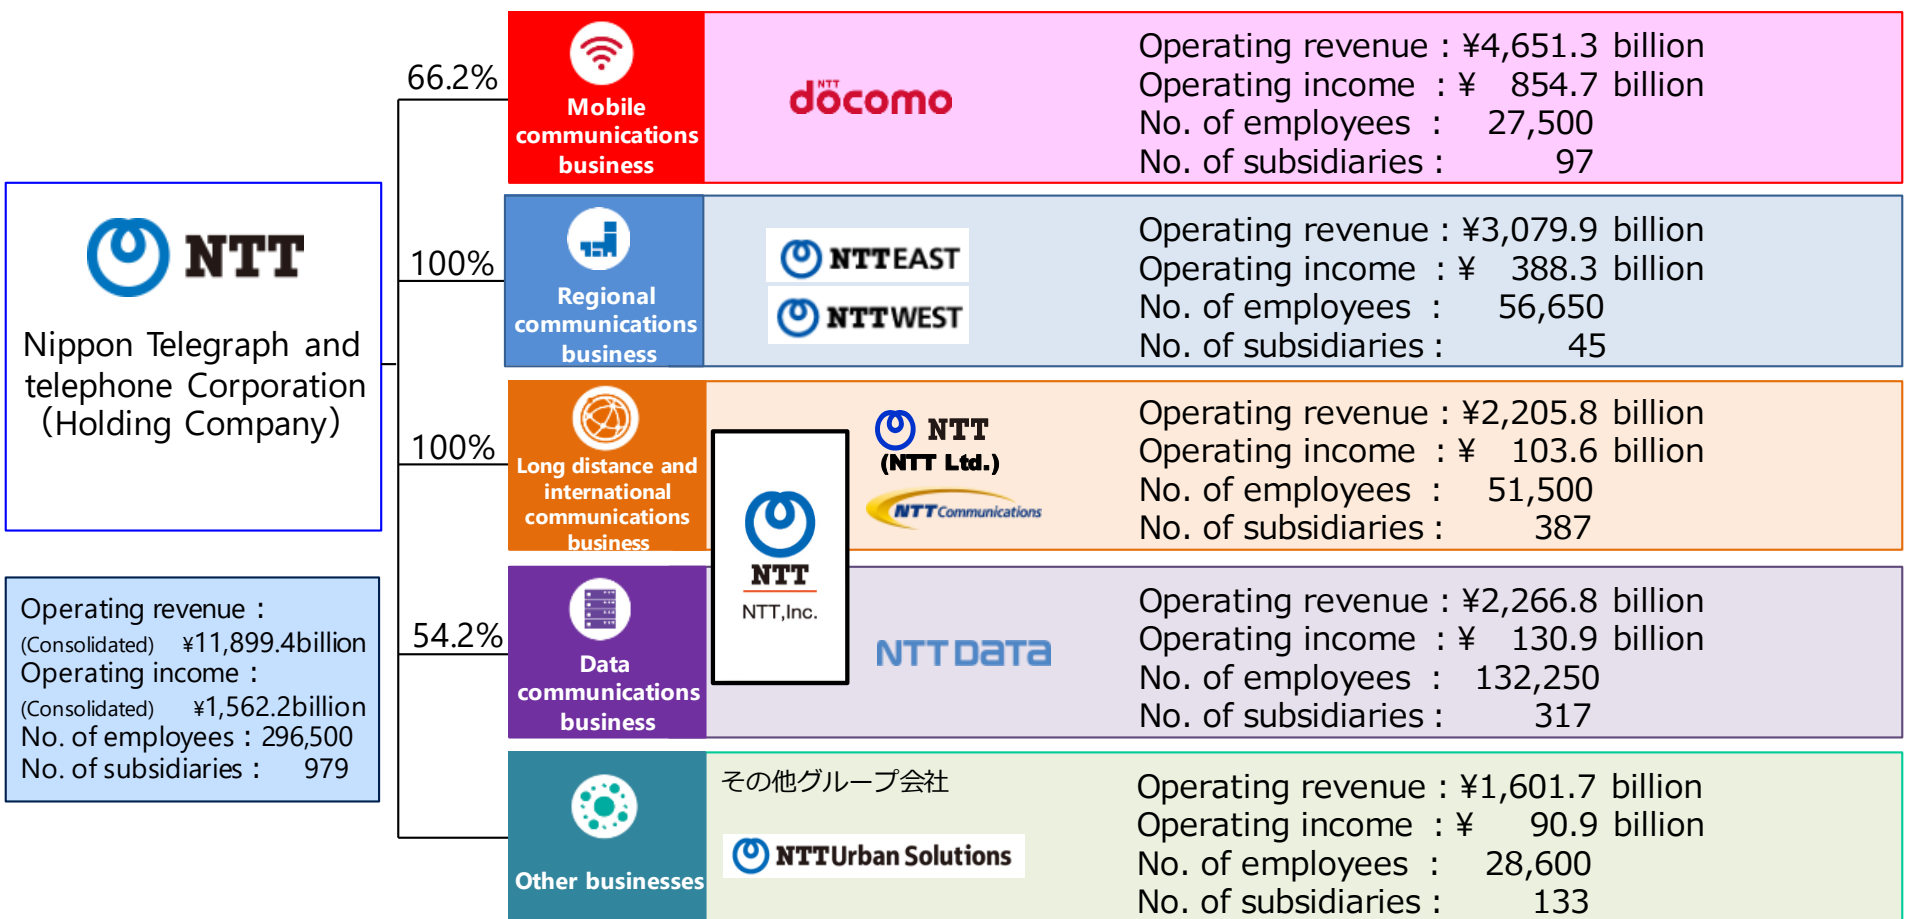 NTT
Nippon Telegraph and
telephone Corporation
（Holding Company）
Operating revenue：
(Consolidated) ¥11,899.4billion
Operating income：
(Consolidated) ¥1,562.2billion
No. of employees：296,500
No. of subsidiaries： 979
66.2%
Mobile
communications
business
NTT
döcomo
Operating revenue：¥4,651.3 billion
Operating income ：¥ 854.7 billion
No. of employees ： 27,500
No. of subsidiaries： 97
100%
Regional
communications
business
NTT EAST
NTT WEST
Operating revenue：¥3,079.9 billion
Operating income ：¥ 388.3 billion
No. of employees ： 56,650
No. of subsidiaries： 45
100%
Long distance and
international
communications
business
NTT
(NTT Ltd.)
NTT Communications
Operating revenue：¥2,205.8 billion
Operating income ：¥ 103.6 billion
No. of employees ： 51,500
No. of subsidiaries： 387
NTT
NTT,Inc.
54.2%
Data
communications
business
NTT DATA
Operating revenue：¥2,266.8 billion
Operating income ：¥ 130.9 billion
No. of employees ： 132,250
No. of subsidiaries： 317
Other businesses
その他グループ会社
NTT Urban Solutions
Operating revenue：¥1,601.7 billion
Operating income ：¥ 90.9 billion
No. of employees ： 28,600
No. of subsidiaries： 133